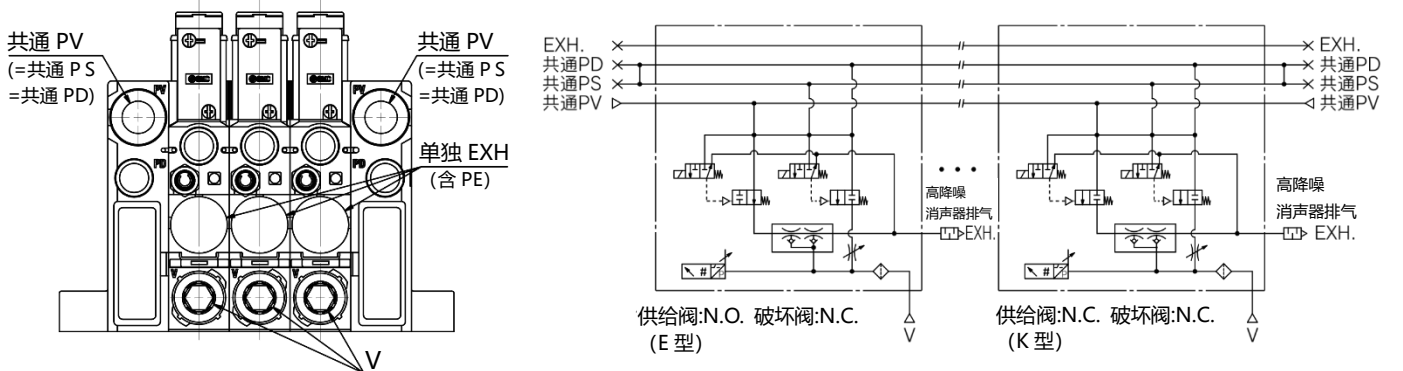 共通 PV
(=共通 P S
=共通 PD)
共通 PV
(=共通 P S
=共通 PD)
PV
PV
PD
PD
单独 EXH
(含 PE)
V
V
V
V
EXH.
共通PD
共通PS
共通PV
EXH.
共通PD
共通PS
共通PV
高降噪
消声器排气
EXH.
高降噪
消声器排气
EXH.
#
#
供给阀:N.O. 破坏阀:N.C.
(E 型)
V
供给阀:N.C. 破坏阀:N.C.
(K 型)
V